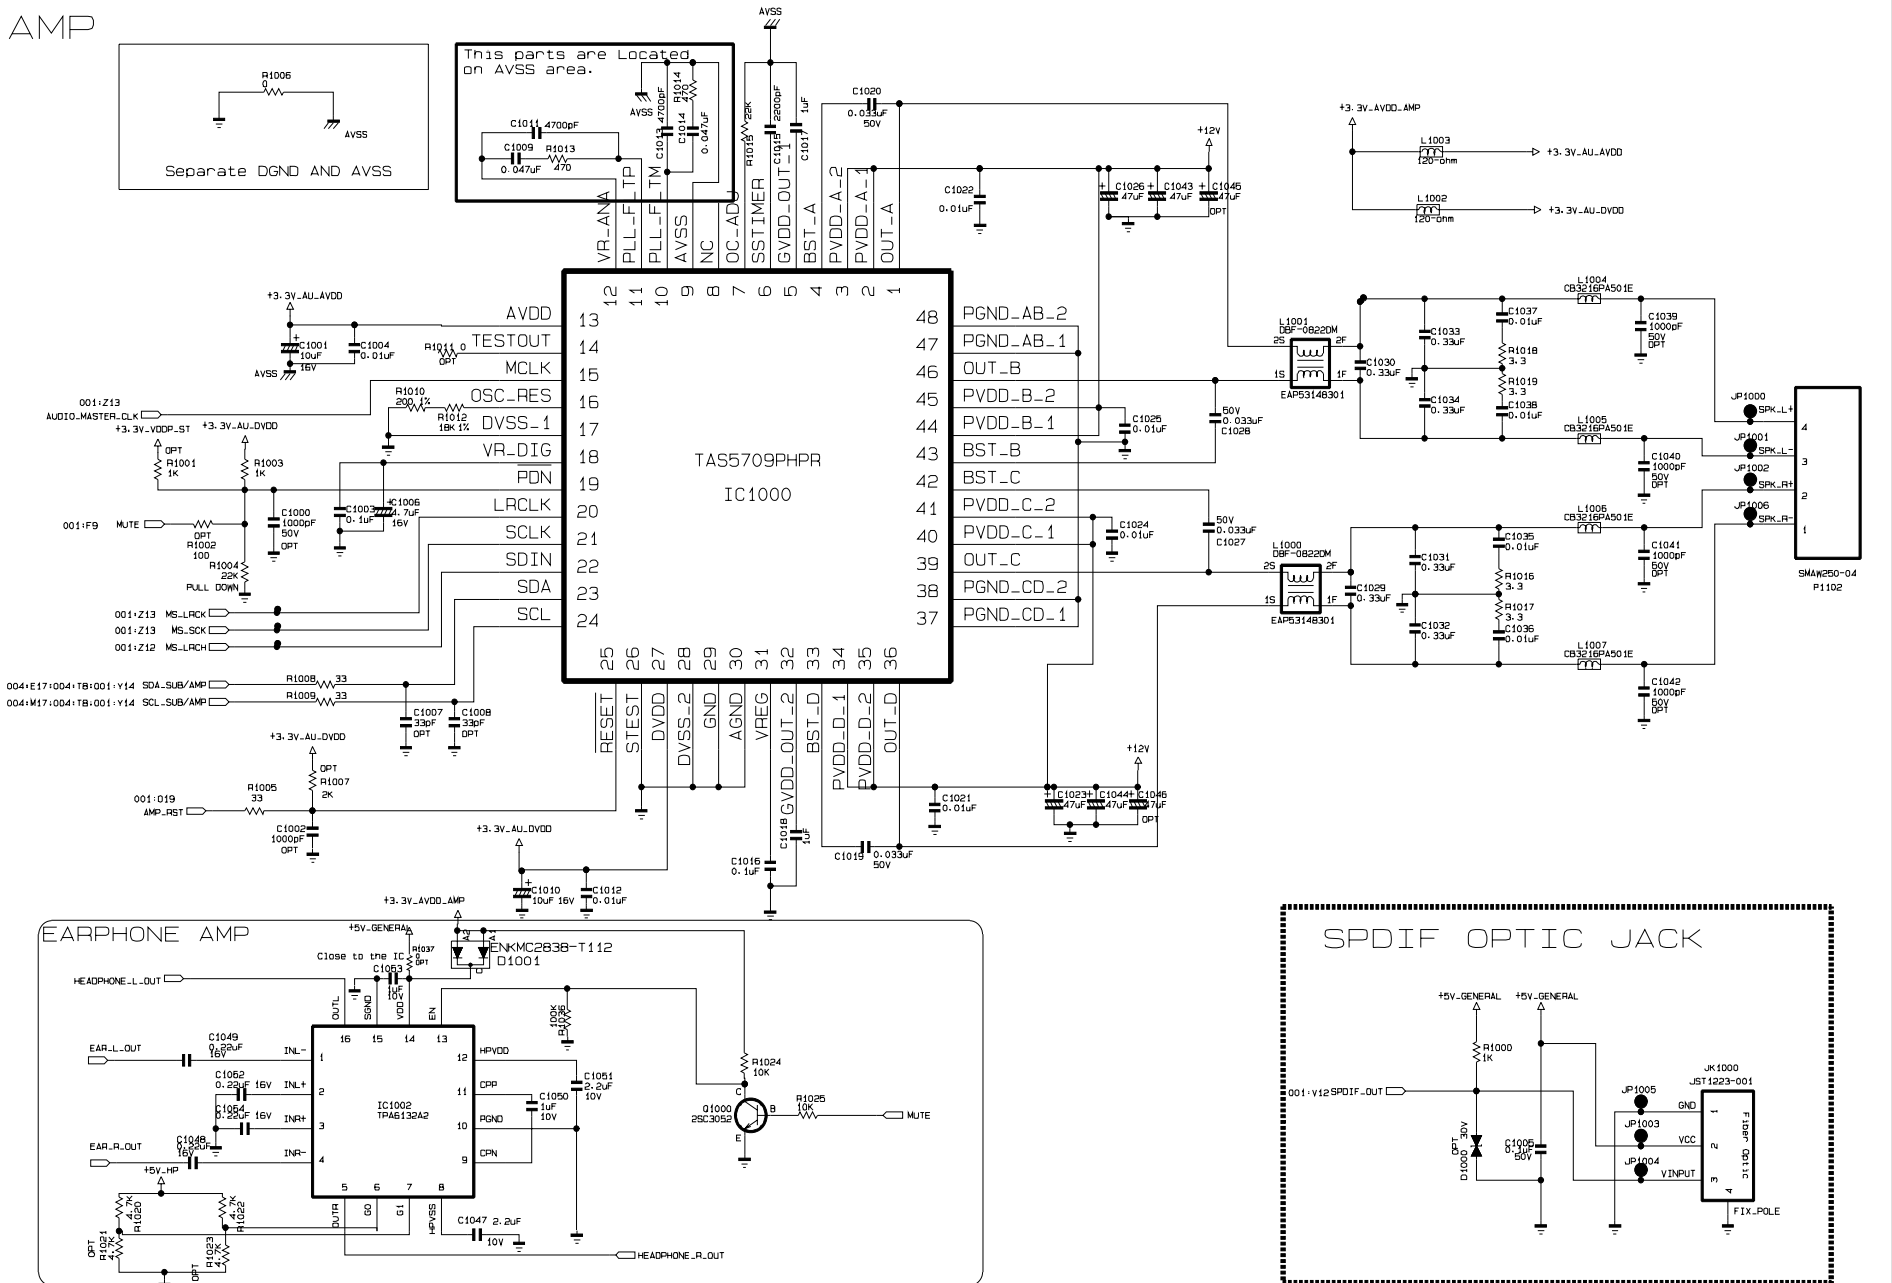 AMP
R1006
0
AVSS
Separate DGND AND AVSS
This parts are Located
on AVSS area.
C1011 4700pF
C1009
0.047uF
R1013
470
AVSS
C1013 4700pF
R1014
470
C1014
0.047uF
AVSS
R1015 22K
C1015 2200pF
C1017 1uF
C1020
0.033uF
50V
C1022
0.01uF
+12V
C1026
47uF
C1043
47uF
C1045
47uF
OPT
+3.3V_AVDD_AMP
L1003
120-ohm
+3.3V_AU_AVDD
L1002
120-ohm
+3.3V_AU_DVDD
VR_ANA
PLL_F_TP
PLL_F_TM
AVSS
NC
OC_ADJ
SSTIMER
GVDD_OUT_1
BST_A
PVDD_A_2
PVDD_A_1
OUT_A
12 11 10 9 8 7 6 5 4 3 2 1
TAS5709PHPR
IC1000
AVDD 13
TESTOUT 14
MCLK 15
OSC_RES 16
DVSS_1 17
VR_DIG 18
PDN 19
LRCLK 20
SCLK 21
SDIN 22
SDA 23
SCL 24
48 PGND_AB_2
47 PGND_AB_1
46 OUT_B
45 PVDD_B_2
44 PVDD_B_1
43 BST_B
42 BST_C
41 PVDD_C_2
40 PVDD_C_1
39 OUT_C
38 PGND_CD_2
37 PGND_CD_1
25 26 27 28 29 30 31 32 33 34 35 36
RESET
STEST
DVDD
DVSS_2
GND
AGND
VREG
GVDD_OUT_2
BST_D
PVDD_D_1
PVDD_D_2
OUT_D
+3.3V_AU_AVDD
C1001
10uF
16V
AVSS
C1004
0.01uF
R1011 0
OPT
001:Z13
AUDIO_MASTER_CLK
R1010
200 1%
R1012
18K 1%
+3.3V_VDDP_ST
OPT
R1001
1K
+3.3V_AU_DVDD
R1003
1K
001:F9 MUTE
OPT
R1002
100
C1000
1000pF
50V
OPT
R1004
22K
PULL DOWN
C1003
0.1uF
C1006
4.7uF
16V
001:Z13 MS_LRCK
001:Z13 MS_SCK
001:Z12 MS_LRCH
004:E17;004:T8;001:Y14 SDA_SUB/AMP
R1008 33
004:M17;004:T8;001:Y14 SCL_SUB/AMP
R1009 33
C1007
33pF
OPT
C1008
33pF
OPT
+3.3V_AU_DVDD
OPT
R1007
2K
001:O19
AMP_RST
R1005
33
C1002
1000pF
OPT
+3.3V_AU_DVDD
C1010
10uF 16V
C1012
0.01uF
C1016
0.1uF
C1018
1uF
C1019
0.033uF
50V
C1021
0.01uF
+12V
C1023
47uF
C1044
47uF
C1046
47uF
OPT
C1025
0.01uF
50V
0.033uF
C1028
C1024
0.01uF
50V
0.033uF
C1027
L1001
DBF-0822DM
2S 2F
1S 1F
EAP53148301
C1030
0.33uF
C1033
0.33uF
C1034
0.33uF
C1037
0.01uF
R1018
3.3
R1019
3.3
C1038
0.01uF
L1004
CB3216PA501E
C1039
1000pF
50V
OPT
L1005
CB3216PA501E
C1040
1000pF
50V
OPT
L1000
DBF-0822DM
2S 2F
1S 1F
EAP53148301
C1029
0.33uF
C1031
0.33uF
C1032
0.33uF
C1035
0.01uF
R1016
3.3
R1017
3.3
C1036
0.01uF
L1006
CB3216PA501E
C1041
1000pF
50V
OPT
L1007
CB3216PA501E
C1042
1000pF
50V
OPT
JP1000
SPK_L+ 4
JP1001
SPK_L- 3
JP1002
SPK_R+ 2
JP1006
SPK_R- 1
SMAW250-04
P1102
EARPHONE AMP
+3.3V_AVDD_AMP
+5V_GENERAL
A2 A1
C
ENKMC2838-T112
D1001
Close to the IC
R1037
0
OPT
C1053
1uF
10V
HEADPHONE_L_OUT
OUTL
SGND
VDD
EN
16 15 14 13
100K
R1036
EAR_L_OUT
C1049
0.22uF
16V
INL- 1
C1052
0.22uF 16V
INL+ 2
C1054
0.22uF 16V
INR+ 3
EAR_R_OUT
C1048
0.22uF
16V
INR- 4
IC1002
TPA6132A2
12 HPVDD
11 CPP
10 PGND
9 CPN
C1050
1uF
10V
C1051
2.2uF
10V
5 6 7 8
OUTR
G0
G1
HPVSS
C1047 2.2uF
10V
HEADPHONE_R_OUT
+5V_HP
4.7K
R1020
4.7K
R1022
OPT
R1021
4.7K
R1023
4.7K
OPT
R1024
10K
Q1000
2SC3052
C
B
E
R1025
10K
MUTE
SPDIF OPTIC JACK
+5V_GENERAL
+5V_GENERAL
R1000
1K
001:V12 SPDIF_OUT
OPT
D1000 30V
C1005
0.1uF
50V
JP1005
JP1003
JP1004
JK1000
JST1223-001
GND 1
VCC 2
VINPUT 3
4
Fiber Optic
FIX_POLE